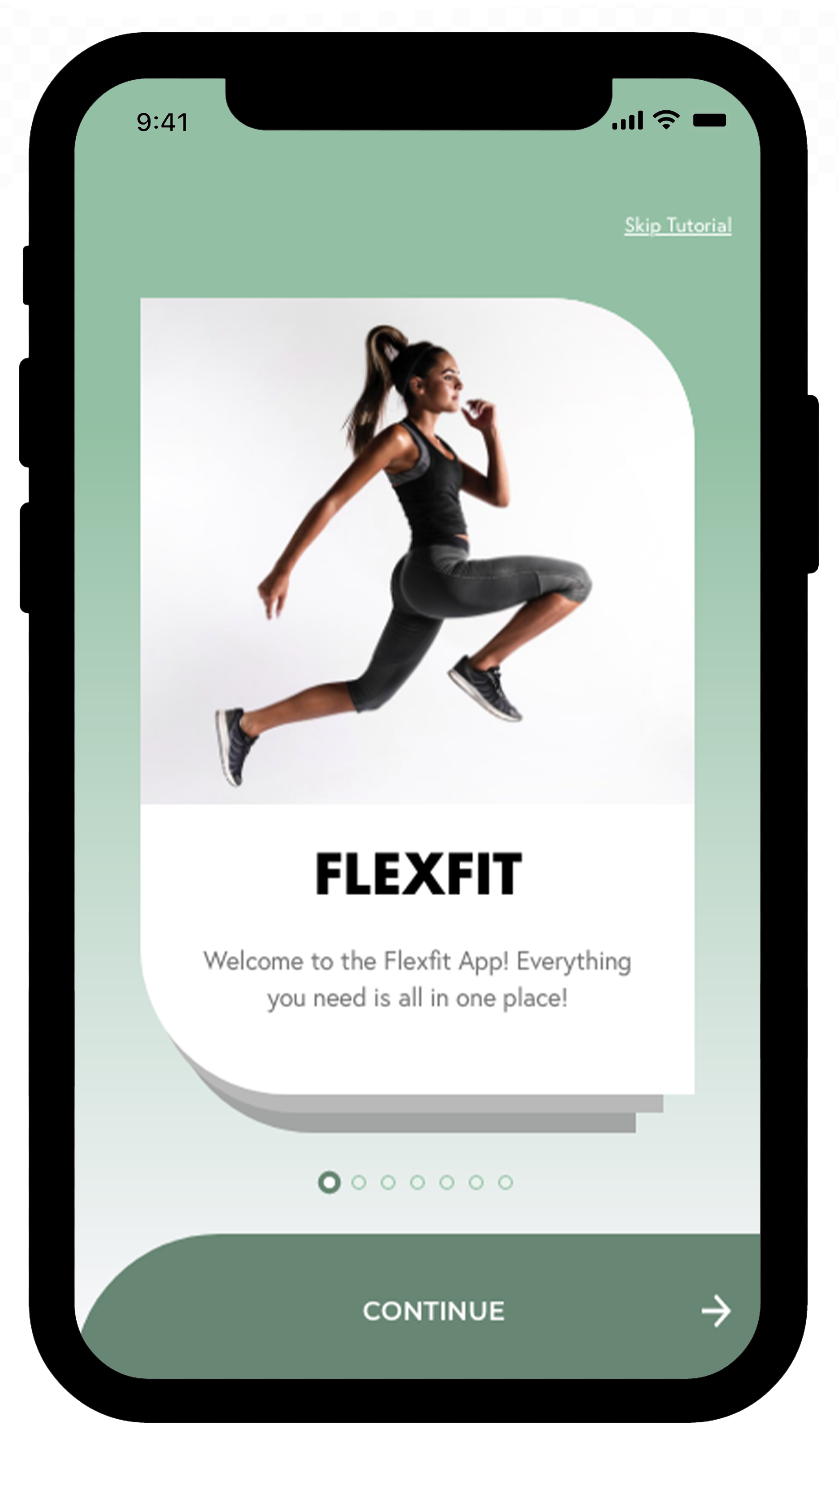 9:41
Skip Tutorial
FLEXFIT
Welcome to the Flexfit App! Everything
you need is all in one place!
CONTINUE